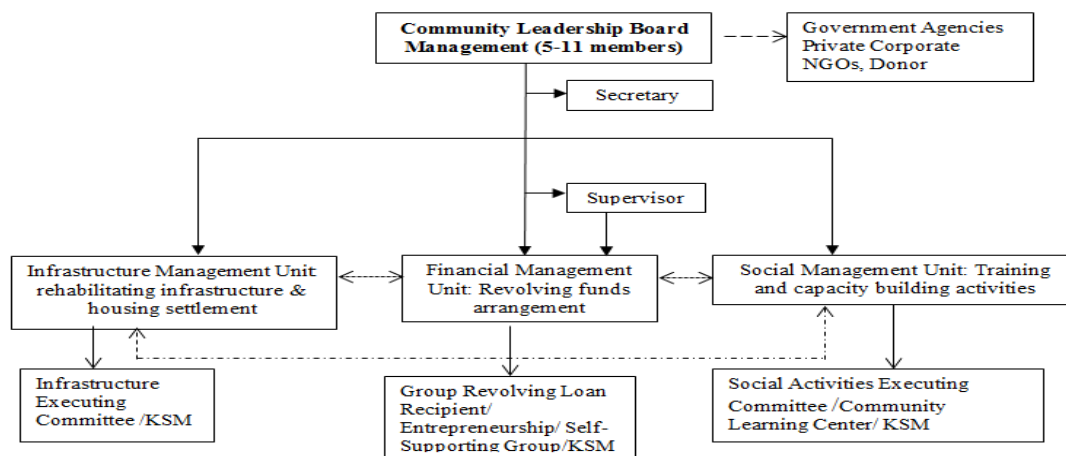 Community Leadership Board
Management (5-11 members)
Government Agencies
Private Corporate
NGOs, Donor
Secretary
Supervisor
Infrastructure Management Unit:
rehabilitating infrastructure &
housing settlement
Financial Management
Unit: Revolving funds
arrangement
Social Management Unit: Training
and capacity building activities
Infrastructure
Executing
Committee /KSM
Group Revolving Loan
Recipient/
Entrepreneurship/ Self-
Supporting Group/KSM
Social Activities Executing
Committee /Community
Learning Center/ KSM